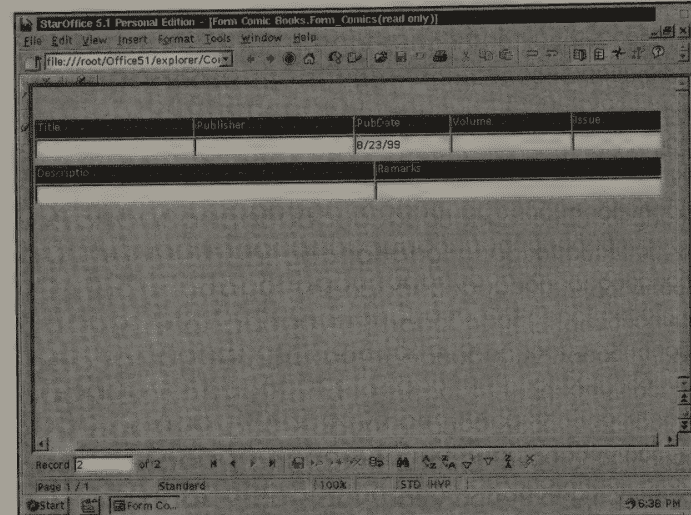 StarOffice 5.1 Personal Edition - [Form Comic Books.Form_Comics(read only)]
File Edit View Insert Format Tools Window Help
file:///root/Office51/explorer/Co
Title Publisher PubDate Volume Issue
8/23/99
Descriptio Remarks
Record 2 of 2
Page 1 / 1 Standard 100% STD HYP
Start Form Co... 6:38 PM